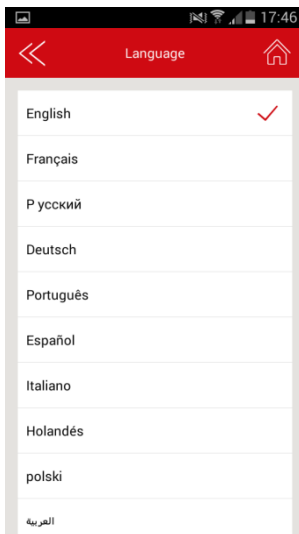 17:46
Language
English
Français
Р усский
Deutsch
Português
Español
Italiano
Holandés
polski
العربية